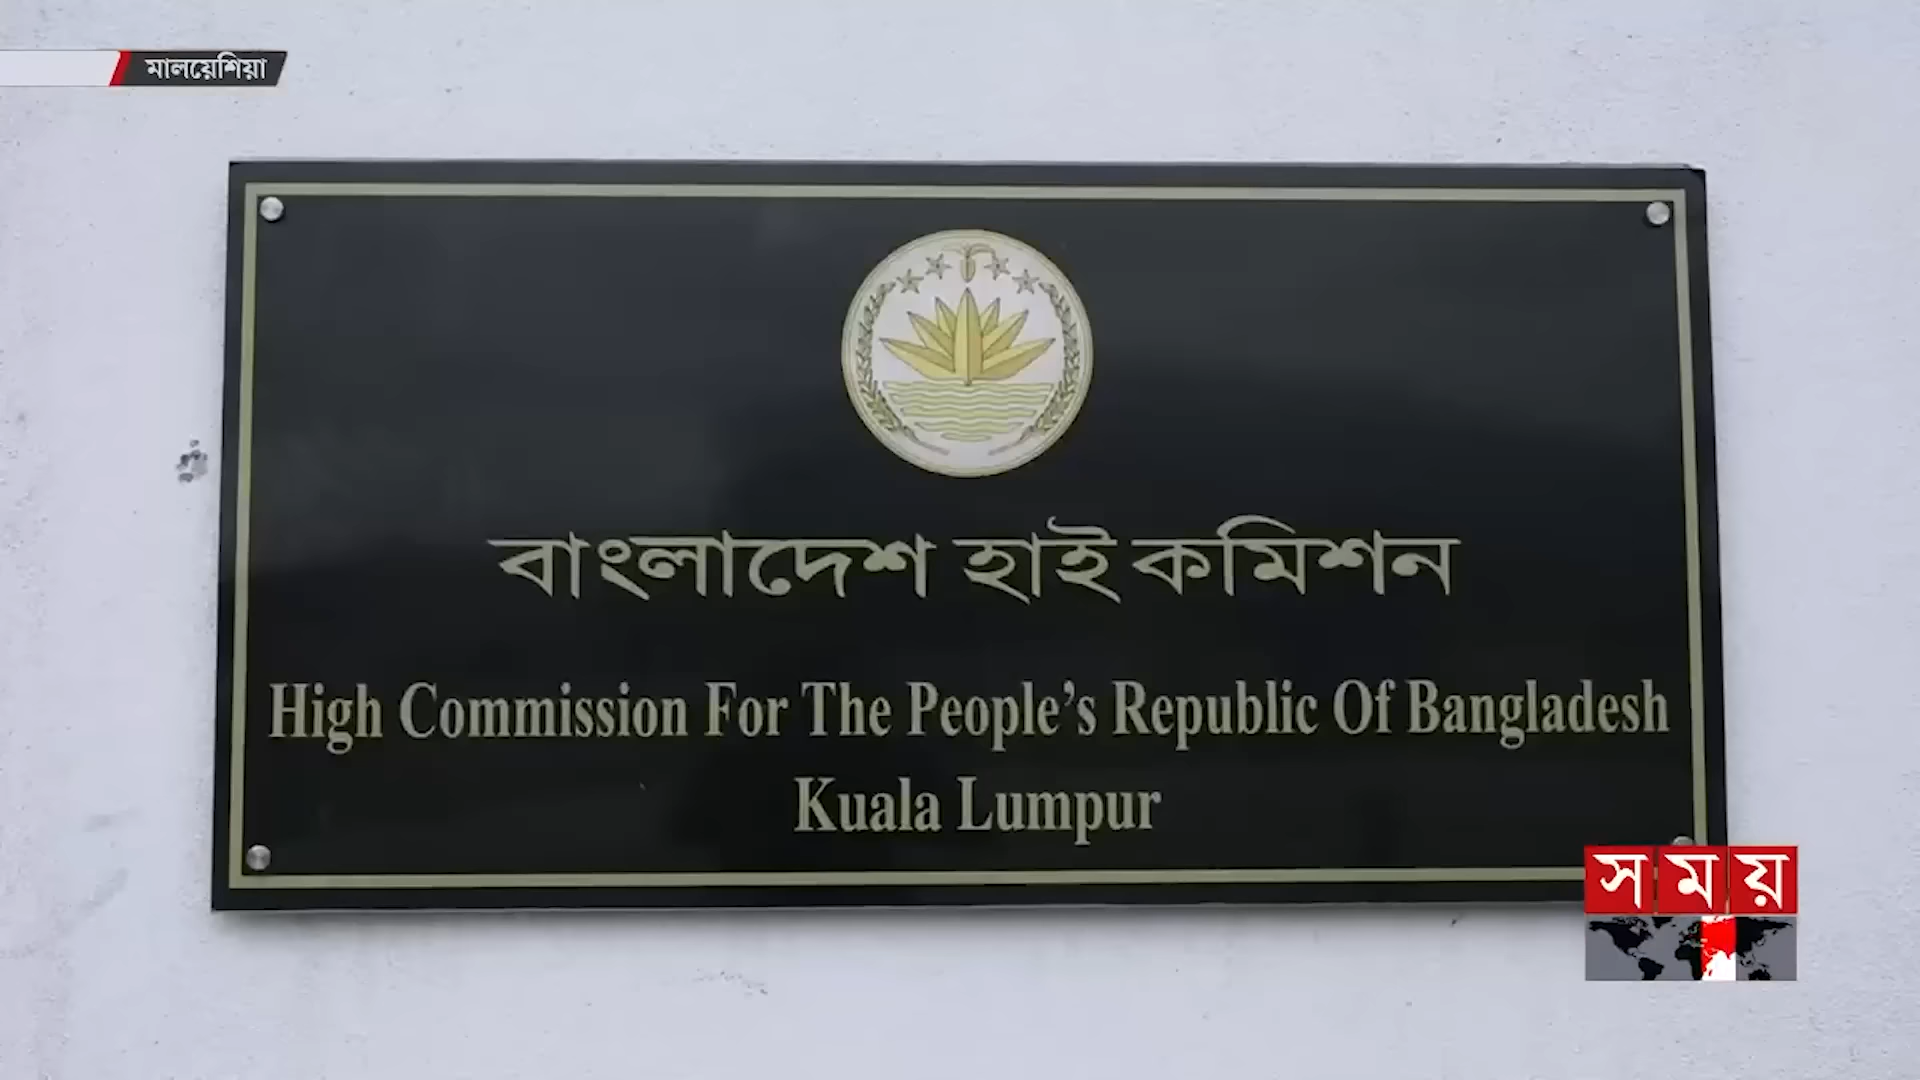 মালয়েশিয়া
বাংলাদেশ হাই কমিশন
High Commission For The People's Republic Of Bangladesh
Kuala Lumpur
সময়